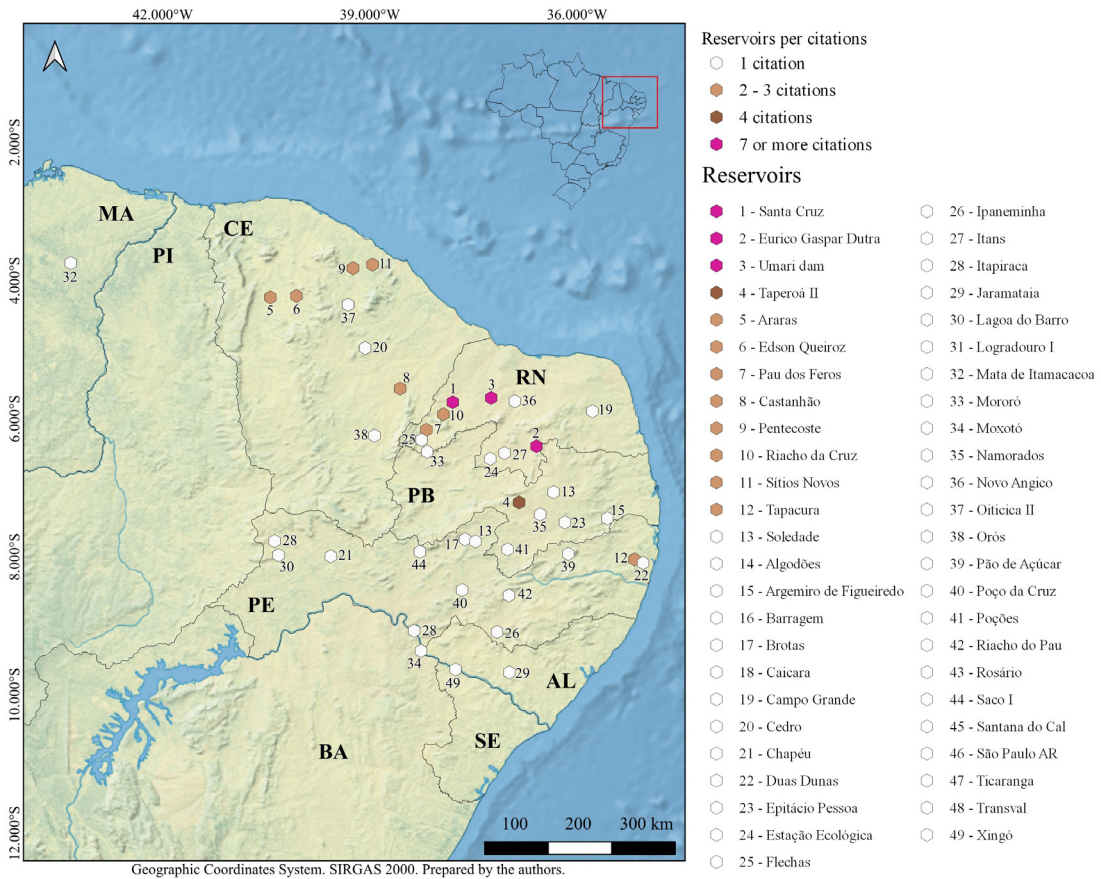 42.000°W 39.000°W 36.000°W
2.000°S
4.000°S
6.000°S
8.000°S
10.000°S
12.000°S
MA
PI
CE
RN
PB
PE
AL
SE
BA
32
9
11
5
6
37
20
8
1
3
36
19
10
7
25
38
33
2
27
24
13
4
35
23
15
28
30
21
17
13
44
41
39
12
22
40
42
28
26
34
49
29
100 200 300 km
Geographic Coordinates System. SIRGAS 2000. Prepared by the authors.
Reservoirs per citations
1 citation
2 - 3 citations
4 citations
7 or more citations
Reservoirs
1 - Santa Cruz
2 - Eurico Gaspar Dutra
3 - Umari dam
4 - Taperoá II
5 - Araras
6 - Edson Queiroz
7 - Pau dos Feros
8 - Castanhão
9 - Pentecoste
10 - Riacho da Cruz
11 - Sítios Novos
12 - Tapacura
13 - Soledade
14 - Algodões
15 - Argemiro de Figueiredo
16 - Barragem
17 - Brotas
18 - Caicara
19 - Campo Grande
20 - Cedro
21 - Chapéu
22 - Duas Dunas
23 - Epitácio Pessoa
24 - Estação Ecológica
25 - Flechas
26 - Ipaneminha
27 - Itans
28 - Itapiraca
29 - Jaramataia
30 - Lagoa do Barro
31 - Logradouro I
32 - Mata de Itamacacoa
33 - Mororó
34 - Moxotó
35 - Namorados
36 - Novo Angico
37 - Oiticica II
38 - Orós
39 - Pão de Açúcar
40 - Poço da Cruz
41 - Poções
42 - Riacho do Pau
43 - Rosário
44 - Saco I
45 - Santana do Cal
46 - São Paulo AR
47 - Ticaranga
48 - Transval
49 - Xingó